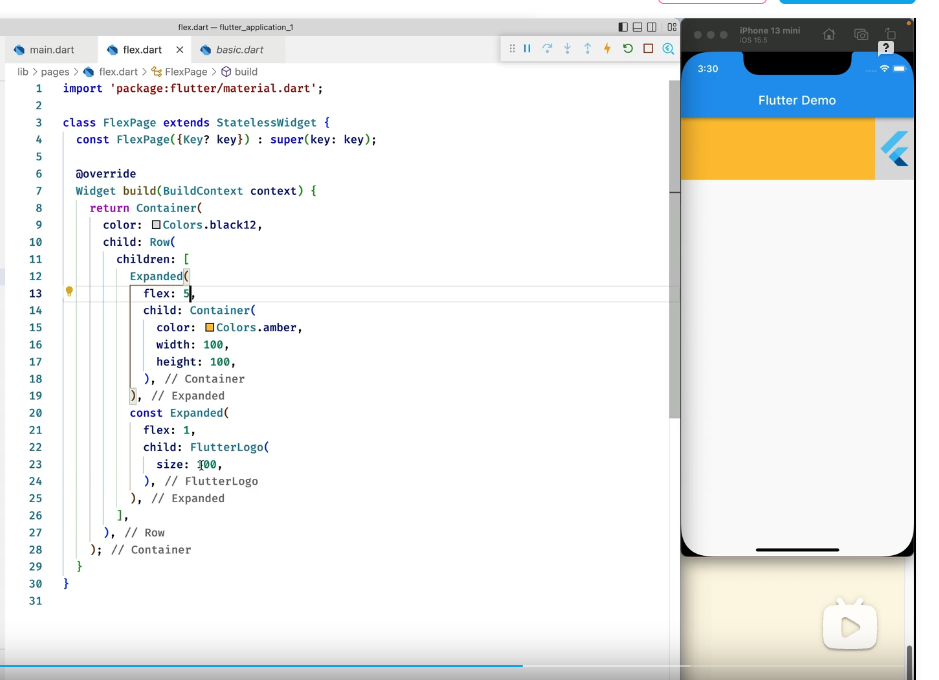 flex.dart — flutter_application_1
main.dart
flex.dart
basic.dart
lib > pages > flex.dart > FlexPage > build
1 import 'package:flutter/material.dart';
2
3 class FlexPage extends StatelessWidget {
4 const FlexPage({Key? key}) : super(key: key);
5
6 @override
7 Widget build(BuildContext context) {
8 return Container(
9 color: Colors.black12,
10 child: Row(
11 children: [
12 Expanded(
13 flex: 5,
14 child: Container(
15 color: Colors.amber,
16 width: 100,
17 height: 100,
18 ), // Container
19 ), // Expanded
20 const Expanded(
21 flex: 1,
22 child: FlutterLogo(
23 size: 100,
24 ), // FlutterLogo
25 ), // Expanded
26 ],
27 ), // Row
28 ); // Container
29 }
30 }
31
iPhone 13 mini
iOS 15.5
?
3:30
Flutter Demo